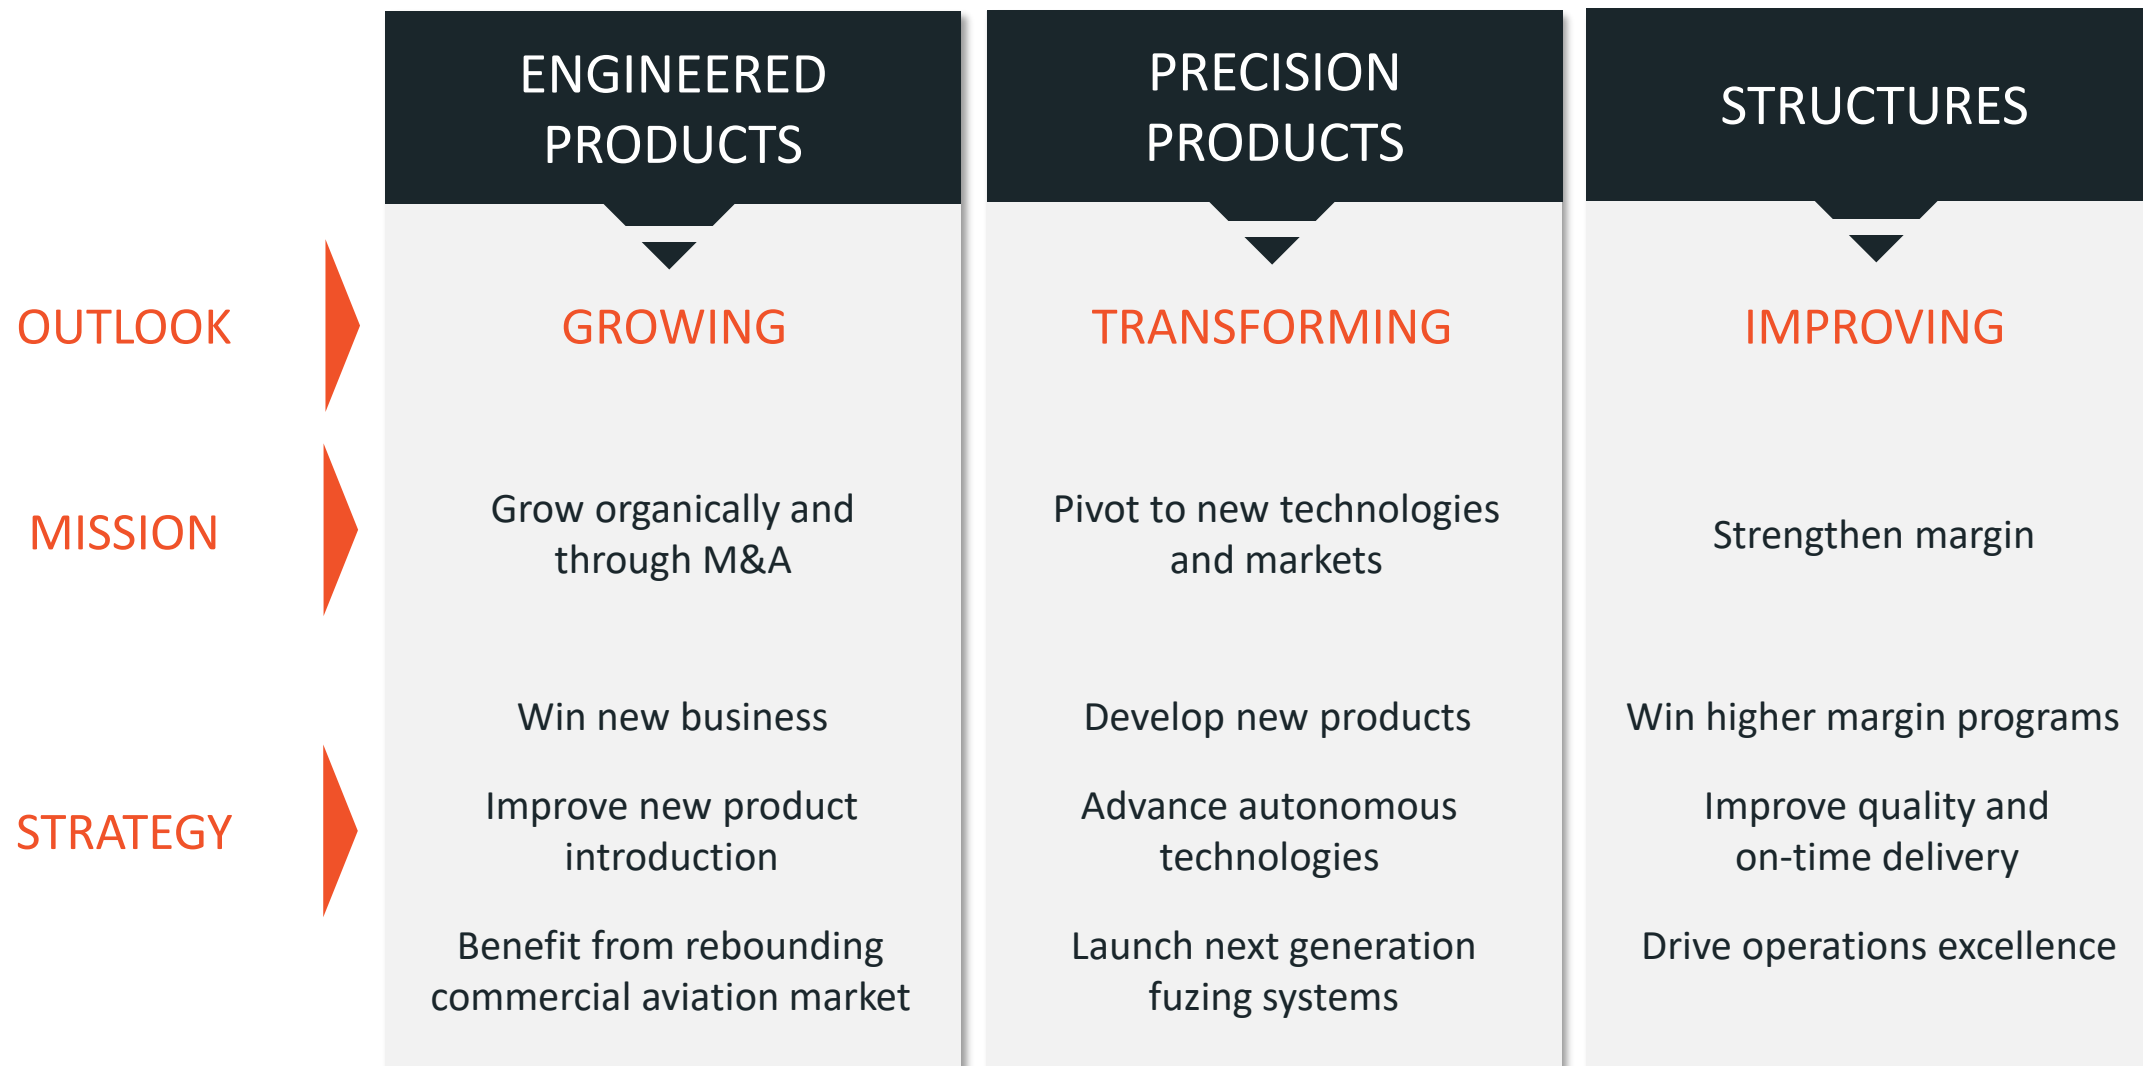 ENGINEERED
PRODUCTS
PRECISION
PRODUCTS
STRUCTURES
OUTLOOK
GROWING
TRANSFORMING
IMPROVING
MISSION
Grow organically and
through M&A
Pivot to new technologies
and markets
Strengthen margin
STRATEGY
Win new business
Improve new product
introduction
Benefit from rebounding
commercial aviation market
Develop new products
Advance autonomous
technologies
Launch next generation
fuzing systems
Win higher margin programs
Improve quality and
on-time delivery
Drive operations excellence